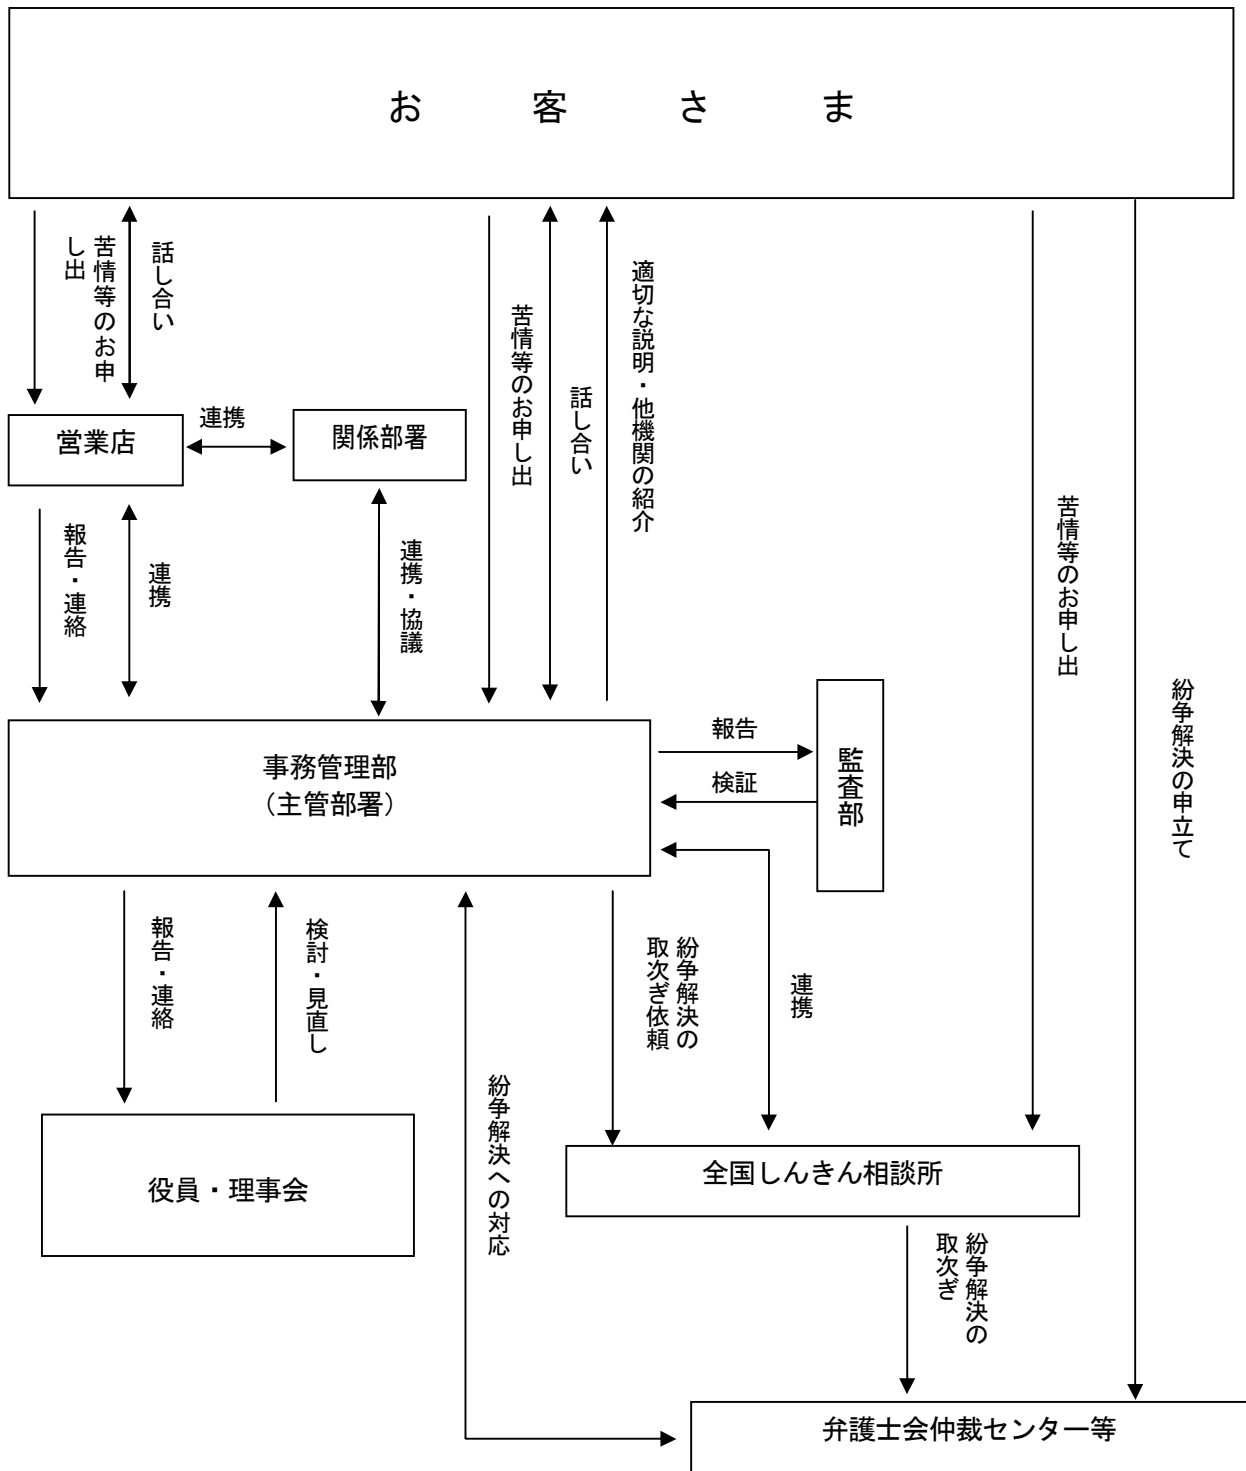 お客さま
苦情等のお申
し出
話し合い
苦情等のお申し出
話し合い
適切な説明・他機関の紹介
苦情等のお申し出
紛争解決の申立て
営業店
連携
関係部署
報告・連絡
連携
連携・協議
事務管理部
（主管部署）
報告
検証
監査部
報告・連絡
検討・見直し
紛争解決への対応
紛争解決の
取次ぎ依頼
連携
役員・理事会
全国しんきん相談所
紛争解決の
取次ぎ
弁護士会仲裁センター等